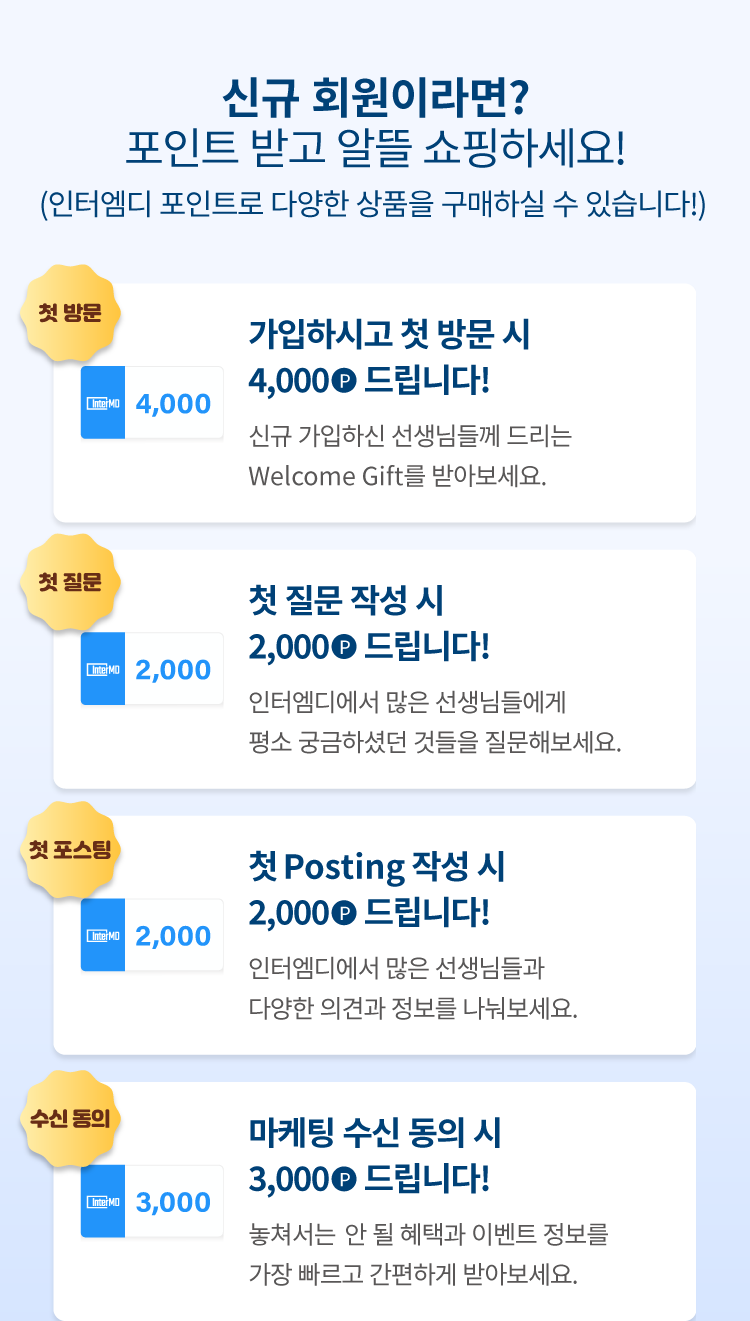 신규 회원이라면?
포인트 받고 알뜰 쇼핑하세요!
(인터엠디 포인트로 다양한 상품을 구매하실 수 있습니다!)
첫 방문
InterMD 4,000
가입하시고 첫 방문 시
4,000P 드립니다!
신규 가입하신 선생님들께 드리는
Welcome Gift를 받아보세요.
첫 질문
InterMD 2,000
첫 질문 작성 시
2,000P 드립니다!
인터엠디에서 많은 선생님들에게
평소 궁금하셨던 것들을 질문해보세요.
첫 포스팅
InterMD 2,000
첫 Posting 작성 시
2,000P 드립니다!
인터엠디에서 많은 선생님들과
다양한 의견과 정보를 나눠보세요.
수신 동의
InterMD 3,000
마케팅 수신 동의 시
3,000P 드립니다!
놓쳐서는 안 될 혜택과 이벤트 정보를
가장 빠르고 간편하게 받아보세요.